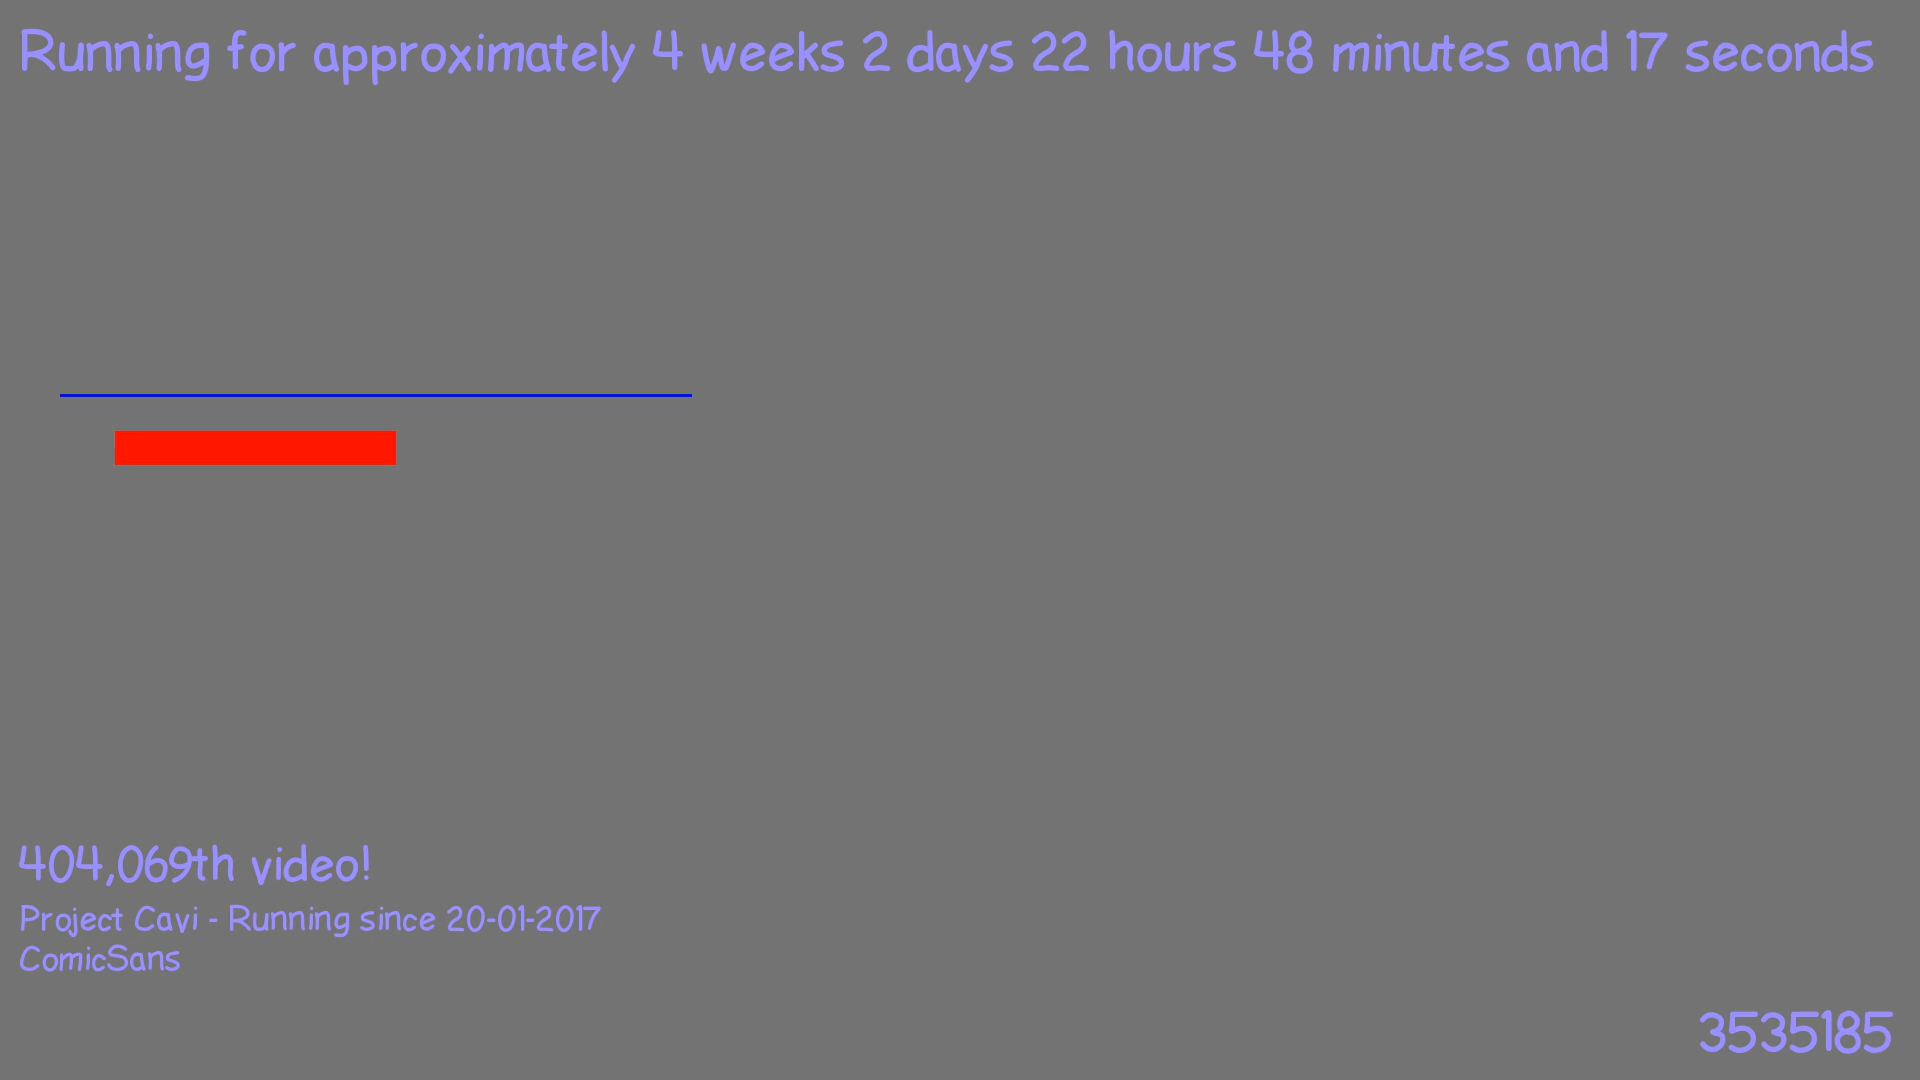 Running for approximately 4 weeks 2 days 22 hours 48 minutes and 17 seconds
404,069th video!
Project Cavi - Running since 20-01-2017
ComicSans
3535185